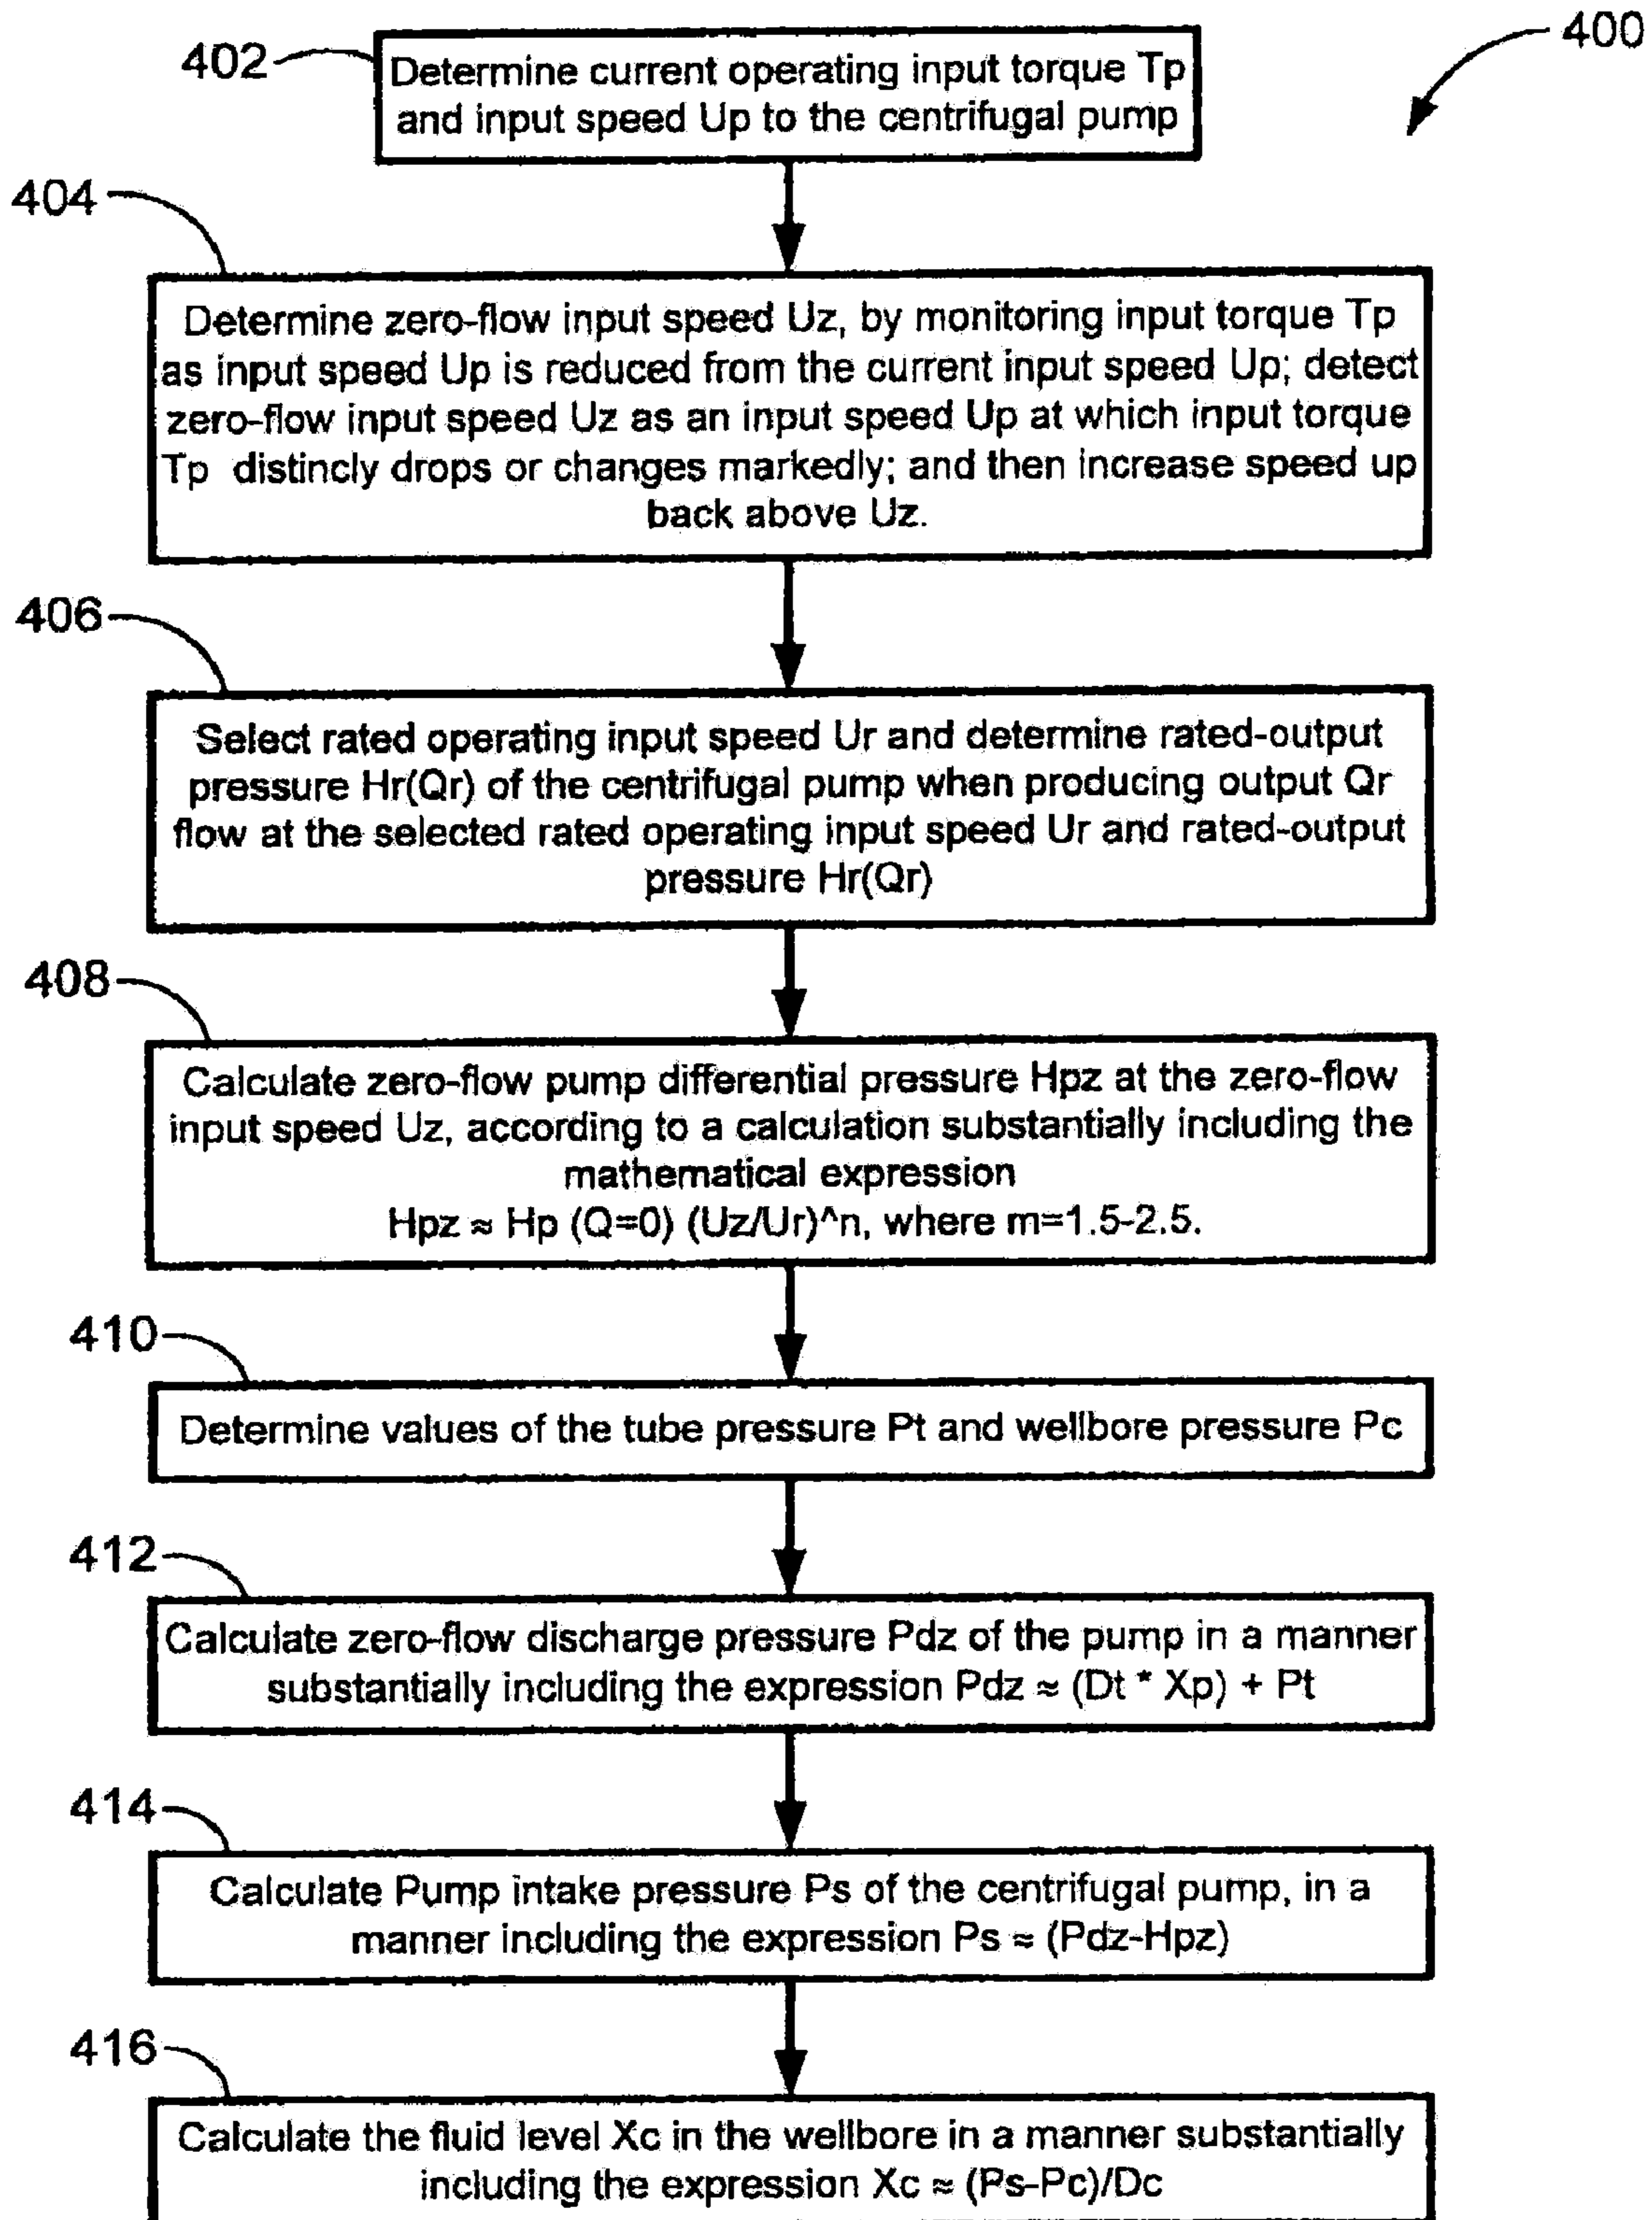 400
402
Determine current operating input torque Tp
and input speed Up to the centrifugal pump
404
Determine zero-flow input speed Uz, by monitoring input torque Tp
as input speed Up is reduced from the current input speed Up; detect
zero-flow input speed Uz as an input speed Up at which input torque
Tp distincly drops or changes markedly; and then increase speed up
back above Uz.
406
Select rated operating input speed Ur and determine rated-output
pressure Hr(Qr) of the centrifugal pump when producing output Qr
flow at the selected rated operating input speed Ur and rated-output
pressure Hr(Qr)
408
Calculate zero-flow pump differential pressure Hpz at the zero-flow
input speed Uz, according to a calculation substantially including the
mathematical expression
Hpz ≈ Hp (Q=0) (Uz/Ur)^n, where m=1.5-2.5.
410
Determine values of the tube pressure Pt and wellbore pressure Pc
412
Calculate zero-flow discharge pressure Pdz of the pump in a manner
substantially including the expression Pdz ≈ (Dt * Xp) + Pt
414
Calculate Pump intake pressure Ps of the centrifugal pump, in a
manner including the expression Ps ≈ (Pdz-Hpz)
416
Calculate the fluid level Xc in the wellbore in a manner substantially
including the expression Xc ≈ (Ps-Pc)/Dc